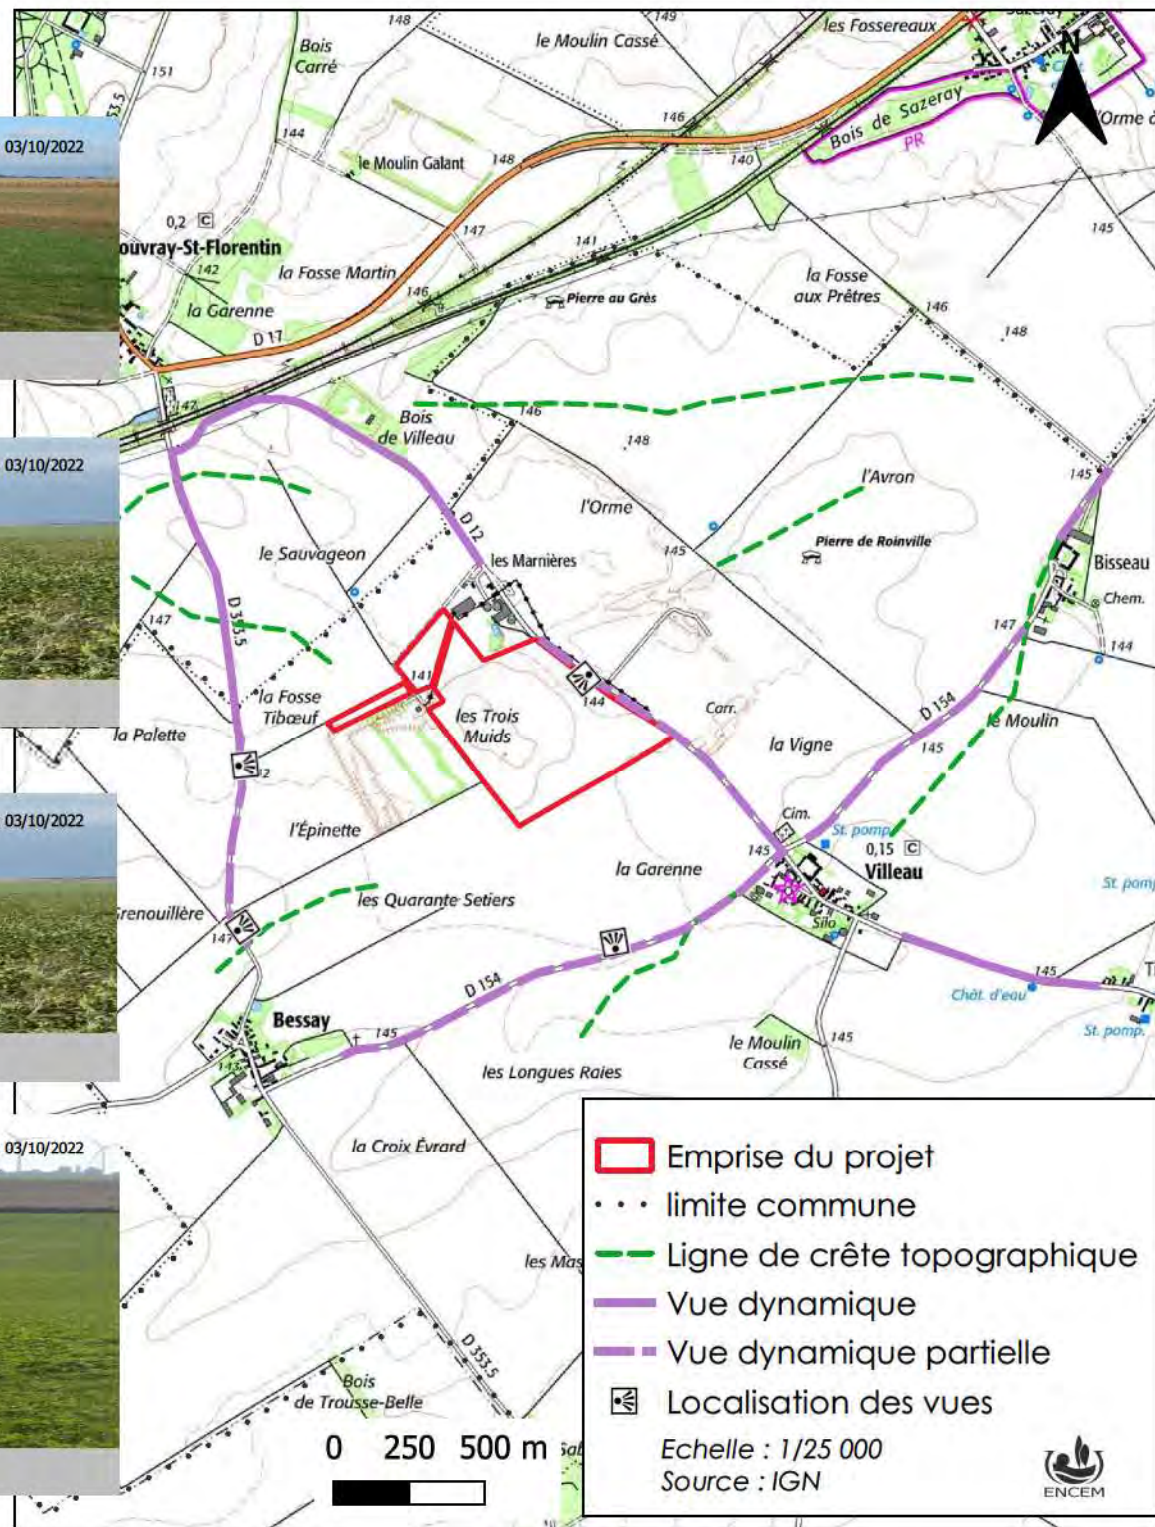 148
149
les Fossereaux
le Moulin Cassé
Bois
Carré
151
N
Bois de Sazeray
PR
l'Orme à
146
144
148
140
03/10/2022
le Moulin Galant
0,2 C
147
145
ouvray-St-Florentin
142
141
la Fosse Martin
la Fosse
aux Prêtres
146
Pierre au Grès
la Garenne
146
148
D 17
147
146
Bois
de Villeau
148
03/10/2022
145
l'Avron
l'Orme
D 12
le Sauvageon
les Marnières
145
Pierre de Roinville
Bisseau
Chem.
D 353.5
147
147
144
141
la Fosse
Tibœuf
les Trois
Muids
144
Carr.
D 154
le Moulin
la Palette
la Vigne
145
03/10/2022
l'Épinette
Cim.
St. pomp.
145
0,15 C
la Garenne
Villeau
Grenouillère
les Quarante Setiers
St. pomp
147
Silo
D 154
145
Chât. d'eau
Bessay
145
St. pomp.
le Moulin
Cassé
145
143
les Longues Raies
03/10/2022
la Croix Évrard
les Mas
D 353.5
Bois
de Trousse-Belle
Emprise du projet
limite commune
Ligne de crête topographique
Vue dynamique
Vue dynamique partielle
Localisation des vues
Echelle : 1/25 000
Source : IGN
ENCEM
0 250 500 m